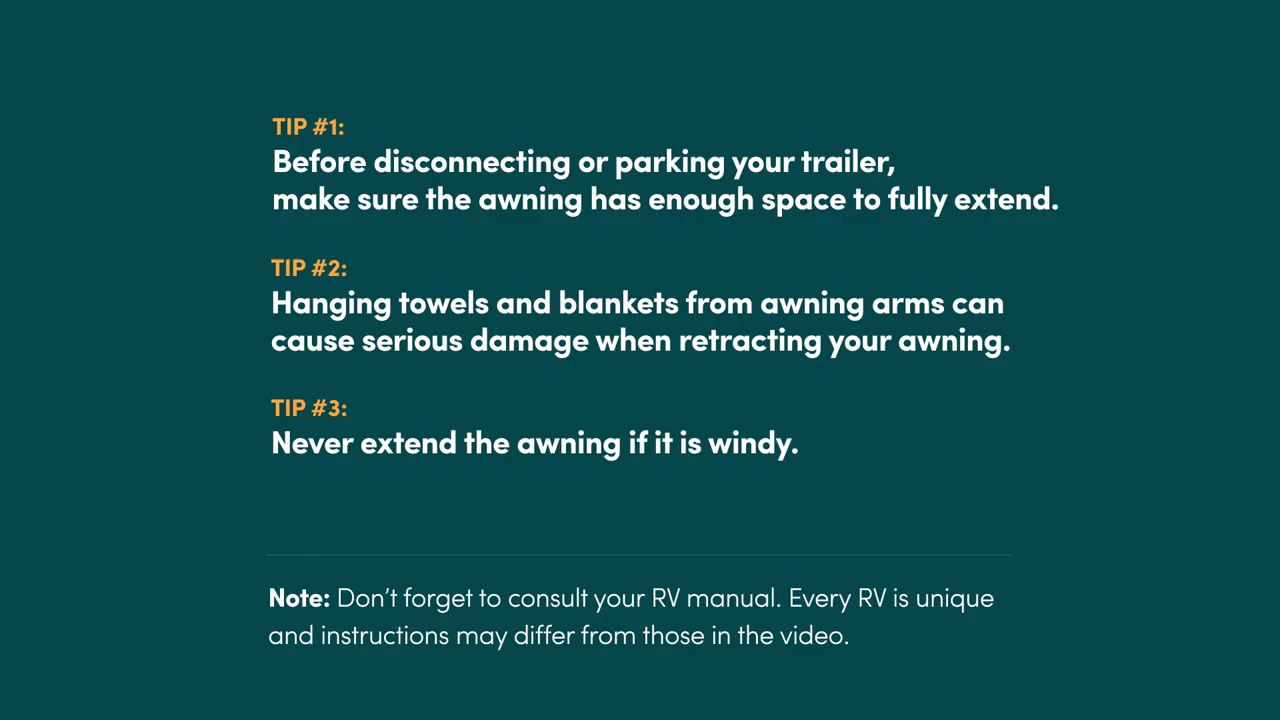 TIP #1:
Before disconnecting or parking your trailer,
make sure the awning has enough space to fully extend.
TIP #2:
Hanging towels and blankets from awning arms can
cause serious damage when retracting your awning.
TIP #3:
Never extend the awning if it is windy.
Note: Don’t forget to consult your RV manual. Every RV is unique
and instructions may differ from those in the video.